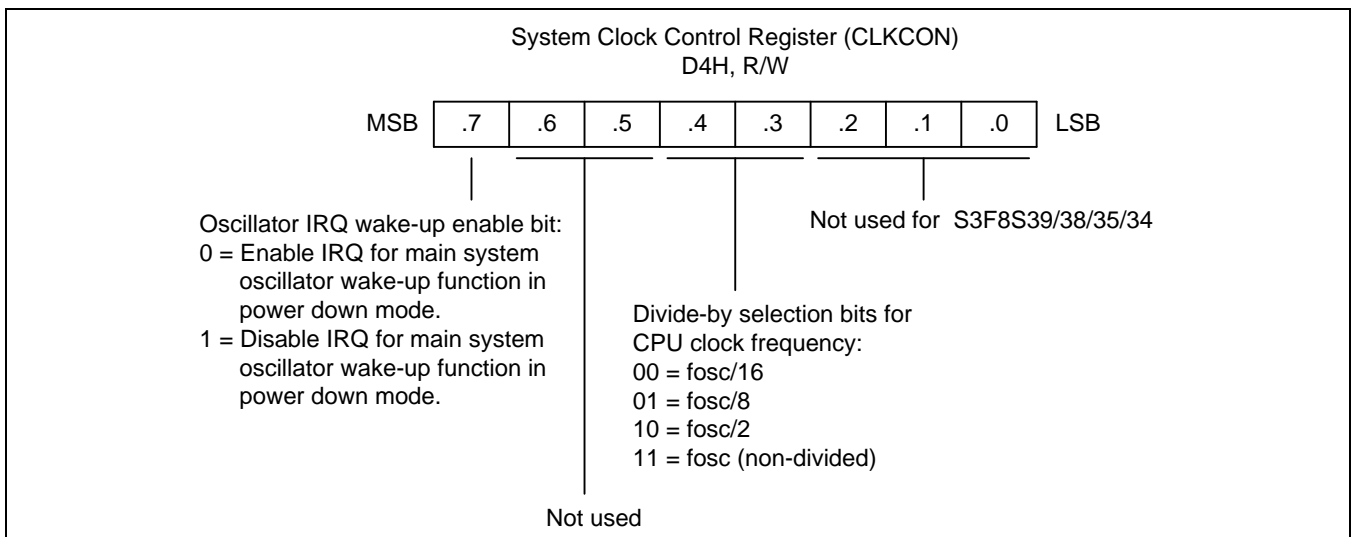 System Clock Control Register (CLKCON)
D4H, R/W
MSB .7 .6 .5 .4 .3 .2 .1 .0 LSB
Oscillator IRQ wake-up enable bit:
0 = Enable IRQ for main system
oscillator wake-up function in
power down mode.
1 = Disable IRQ for main system
oscillator wake-up function in
power down mode.
Not used for S3F8S39/38/35/34
Divide-by selection bits for
CPU clock frequency:
00 = fosc/16
01 = fosc/8
10 = fosc/2
11 = fosc (non-divided)
Not used